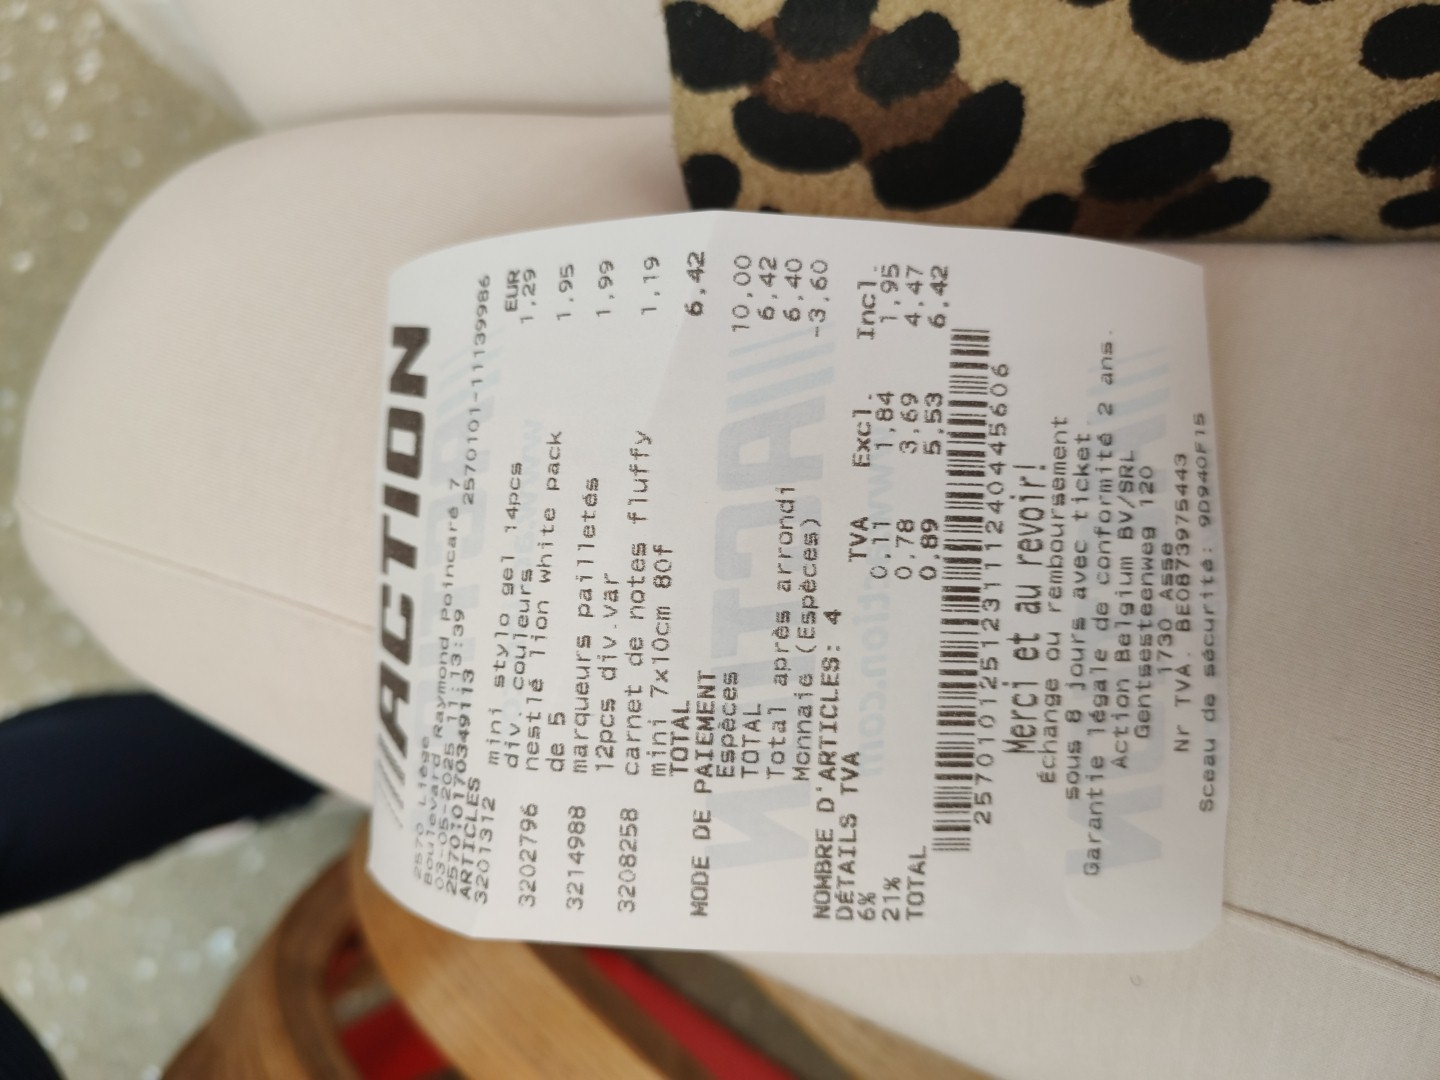 ACTION
2570 Liège
Boulevard Raymond Poincaré 7
03-05-2025 11:13:39 2570101-11139986
ARTICLES EUR
3201312 mini stylo gel 14pcs 1,29
div. couleurs
3202796 nestlé lion white pack 1,95
de 5
3214988 marqueurs pailletés 1,99
12pcs div.var
3208258 carnet de notes fluffy 1,19
mini 7x10cm 80f
TOTAL 6,42
MODE DE PAIEMENT
Espèces 10,00
TOTAL 6,42
Total après arrondi 6,40
Monnaie (Espèces) -3,60
NOMBRE D'ARTICLES: 4
DÉTAILS TVA TVA Excl. Incl.
6% 0,11 1,84 1,95
21% 0,78 3,69 4,47
TOTAL 0,89 5,53 6,42
Merci et au revoir!
Échange ou remboursement
sous 8 jours avec ticket
Garantie légale de conformité 2 ans.
Action Belgium BV/SRL
Gentsesteenweg 120
1730 Asse
Nr TVA. BE0873975443
Sceau de sécurité: 9D940F15